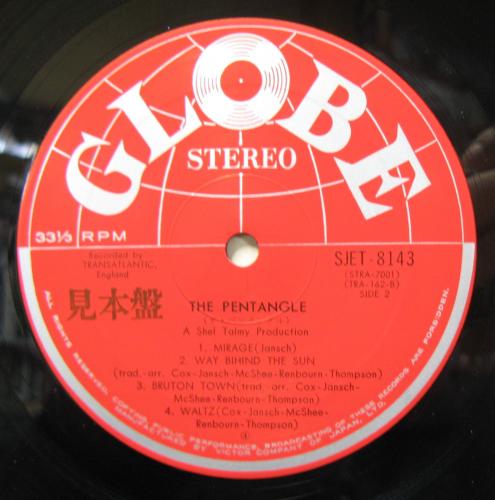 GLOBE
STEREO
33⅓ RPM
Recorded by
TRANSATLANTIC,
England
SJET-8143
(STRA-7001)
(TRA-162-B)
SIDE 2
見本盤
THE PENTANGLE
A Shel Talmy Production
1. MIRAGE(Jansch)
2. WAY BIHIND THE SUN
(trad.-arr. Cox-Jansch-McShee-Renbourn-Thompson)
3. BRUTON TOWN(trad.-arr. Cox-Jansch-
McShee-Renbourn-Thompson)
4. WALTZ(Cox-Jansch-McShee-
Renbourn-Thompson)
④
ALL RIGHTS RESERVED. COPYING, PUBLIC PERFORMANCE, BROADCASTING OF THESE RECORDS ARE FORBIDDEN.
MANUFACTURED BY VICTOR COMPANY OF JAPAN, LTD.